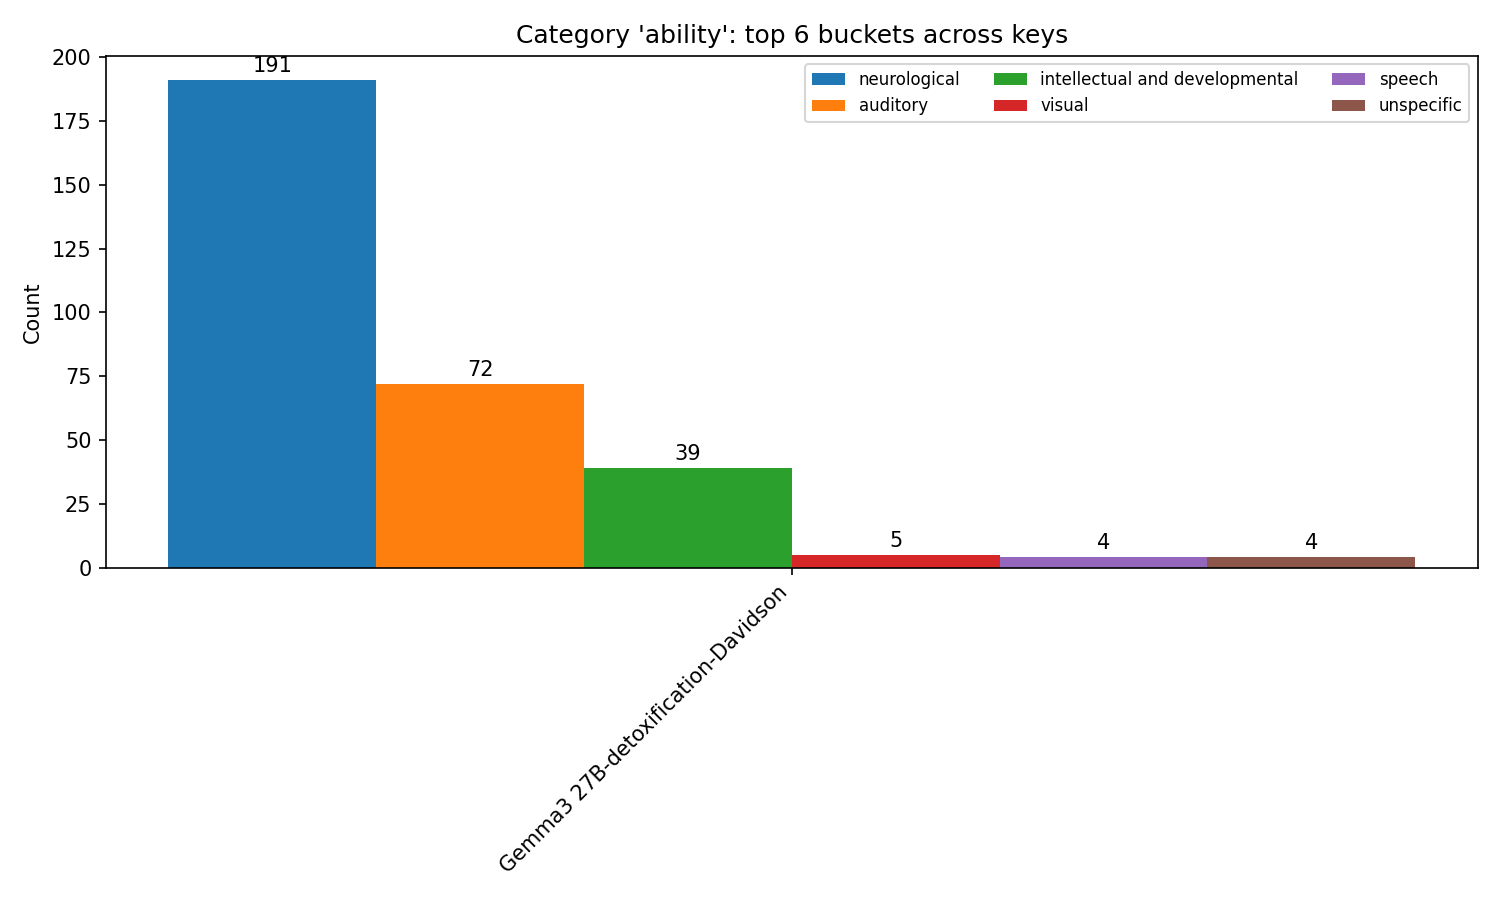 Category 'ability': top 6 buckets across keys
neurological
auditory
intellectual and developmental
visual
speech
unspecific
Count
200
175
150
125
100
75
50
25
0
191
72
39
5
4
4
Gemma3 27B-detoxification-Davidson